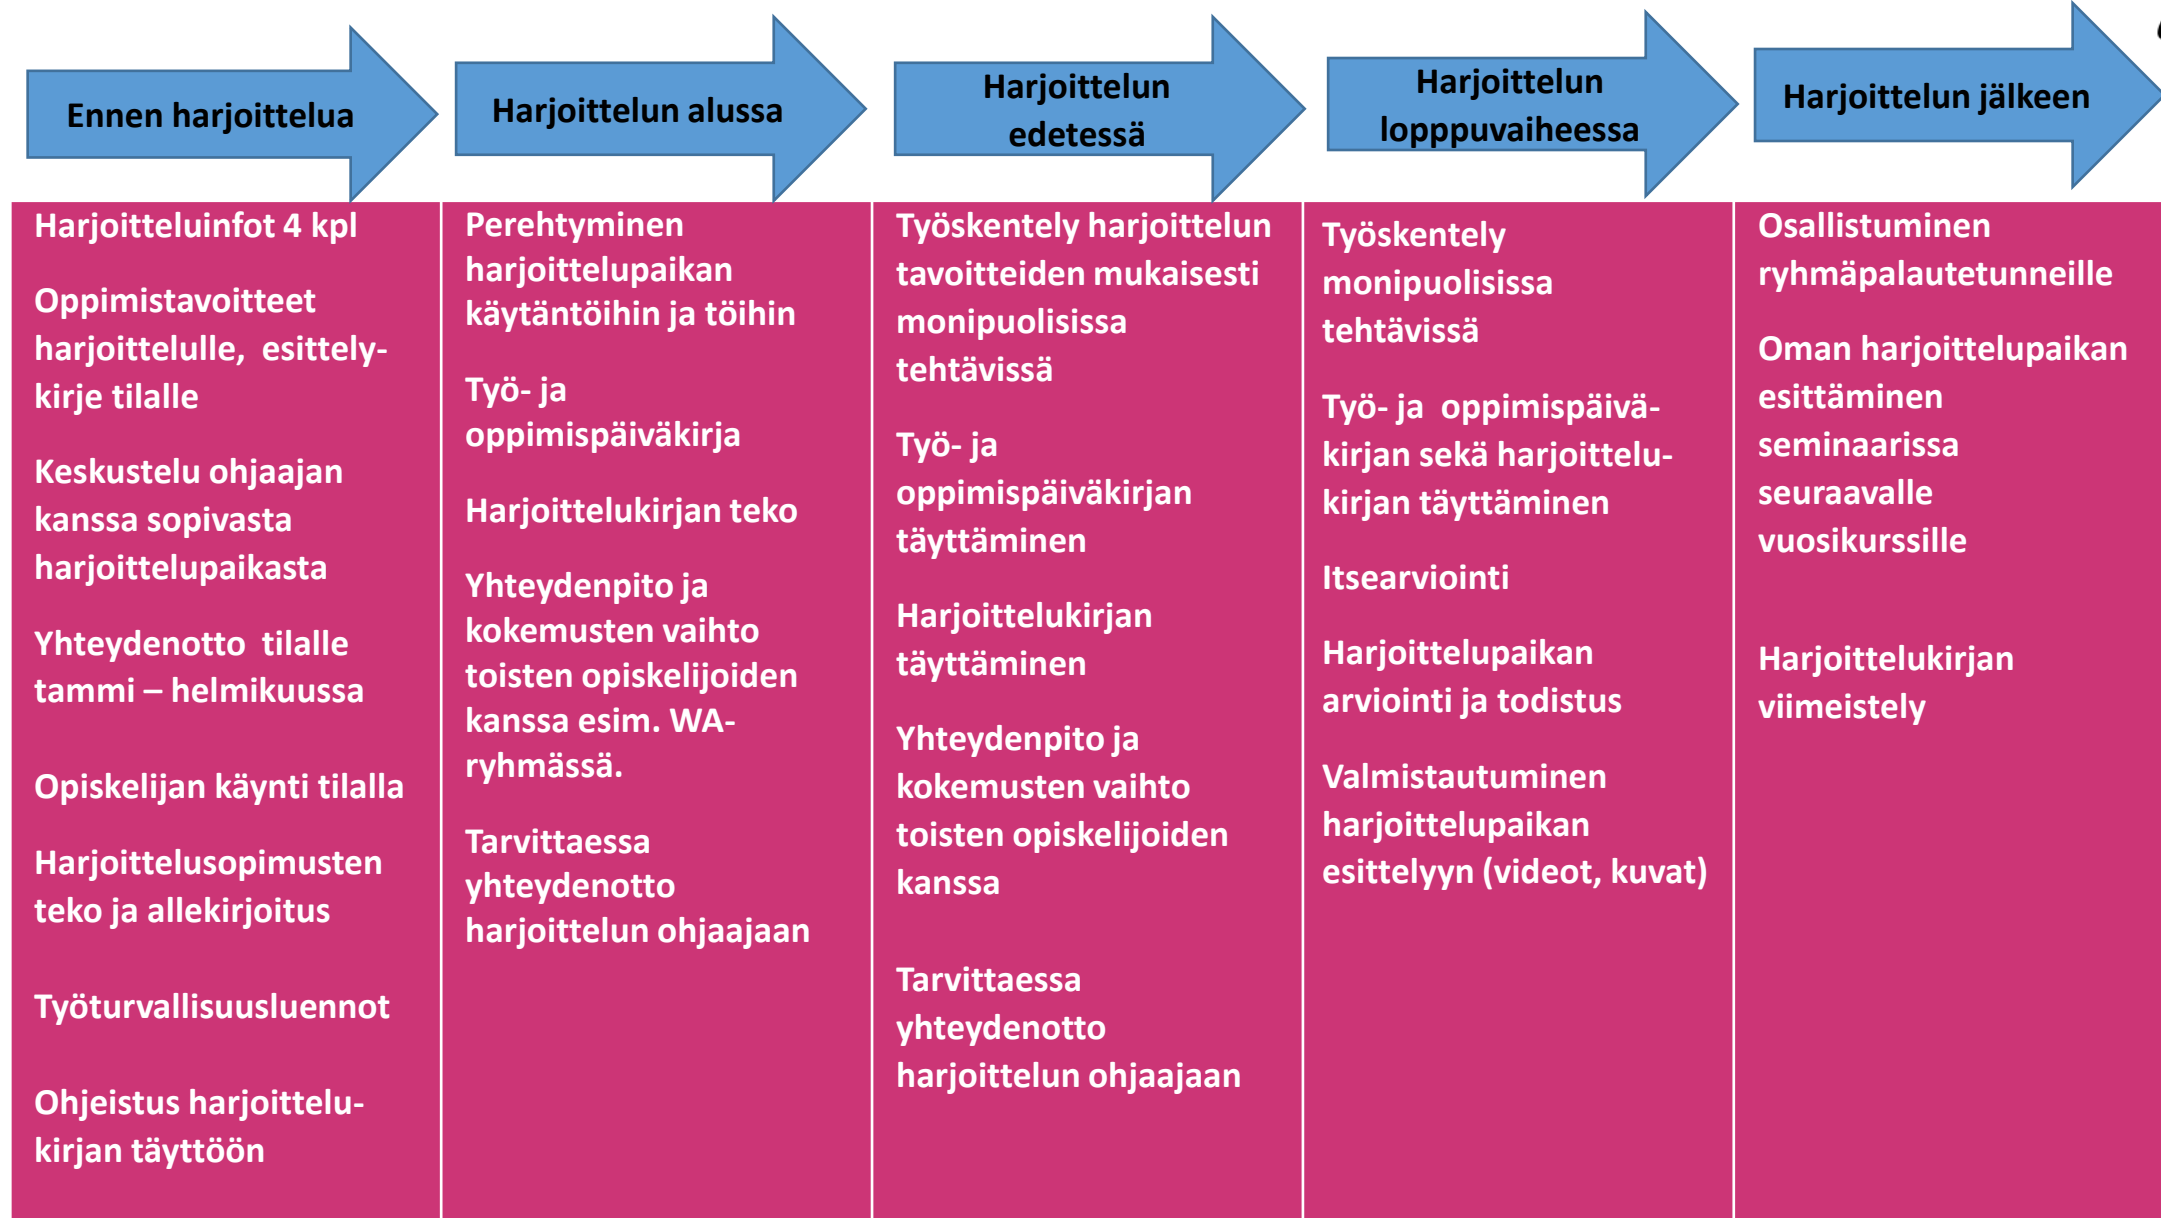 Ennen harjoittelua
Harjoittelun alussa
Harjoittelun
edetessä
Harjoittelun
lopppuvaiheessa
Harjoittelun jälkeen
Harjoitteluinfot 4 kpl
Oppimistavoitteet
harjoittelulle, esittely-
kirje tilalle
Keskustelu ohjaajan
kanssa sopivasta
harjoittelupaikasta
Yhteydenotto tilalle
tammi – helmikuussa
Opiskelijan käynti tilalla
Harjoittelusopimusten
teko ja allekirjoitus
Työturvallisuusluennot
Ohjeistus harjoittelu-
kirjan täyttöön
Perehtyminen
harjoittelupaikan
käytäntöihin ja töihin
Työ- ja
oppimispäiväkirja
Harjoittelukirjan teko
Yhteydenpito ja
kokemusten vaihto
toisten opiskelijoiden
kanssa esim. WA-
ryhmässä.
Tarvittaessa
yhteydenotto
harjoittelun ohjaajaan
Työskentely harjoittelun
tavoitteiden mukaisesti
monipuolisissa
tehtävissä
Työ- ja
oppimispäiväkirjan
täyttäminen
Harjoittelukirjan
täyttäminen
Yhteydenpito ja
kokemusten vaihto
toisten opiskelijoiden
kanssa
Tarvittaessa
yhteydenotto
harjoittelun ohjaajaan
Työskentely
monipuolisissa
tehtävissä
Työ- ja oppimispäivä-
kirjan sekä harjoittelu-
kirjan täyttäminen
Itsearviointi
Harjoittelupaikan
arviointi ja todistus
Valmistautuminen
harjoittelupaikan
esittelyyn (videot, kuvat)
Osallistuminen
ryhmäpalautetunneille
Oman harjoittelupaikan
esittäminen
seminaarissa
seuraavalle
vuosikurssille
Harjoittelukirjan
viimeistely